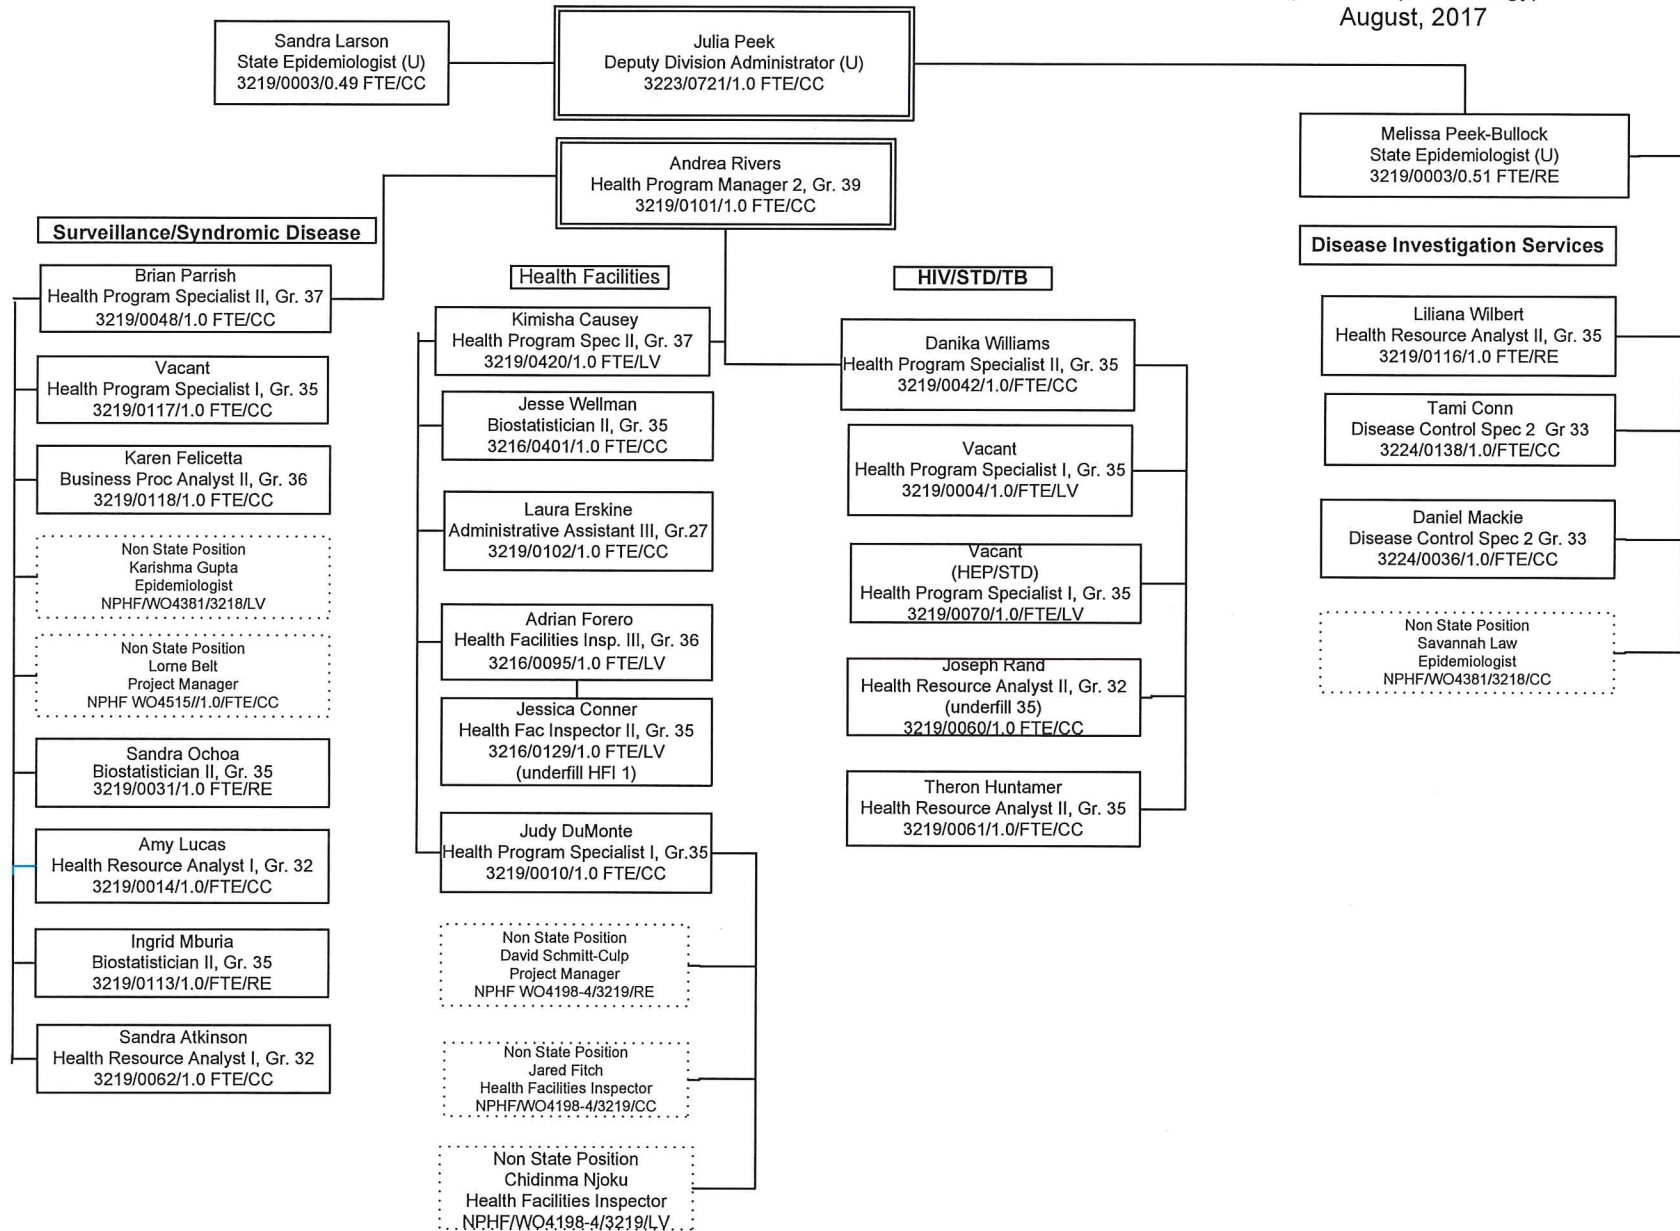 August, 2017
Sandra Larson
State Epidemiologist (U)
3219/0003/0.49 FTE/CC
Julia Peek
Deputy Division Administrator (U)
3223/0721/1.0 FTE/CC
Melissa Peek-Bullock
State Epidemiologist (U)
3219/0003/0.51 FTE/RE
Andrea Rivers
Health Program Manager 2, Gr. 39
3219/0101/1.0 FTE/CC
Surveillance/Syndromic Disease
Brian Parrish
Health Program Specialist II, Gr. 37
3219/0048/1.0 FTE/CC
Vacant
Health Program Specialist I, Gr. 35
3219/0117/1.0 FTE/CC
Karen Felicetta
Business Proc Analyst II, Gr. 36
3219/0118/1.0 FTE/CC
Non State Position
Karishma Gupta
Epidemiologist
NPHF/WO4381/3218/LV
Non State Position
Lorne Belt
Project Manager
NPHF WO4515//1.0/FTE/CC
Sandra Ochoa
Biostatistician II, Gr. 35
3219/0031/1.0 FTE/RE
Amy Lucas
Health Resource Analyst I, Gr. 32
3219/0014/1.0/FTE/CC
Ingrid Mburia
Biostatistician II, Gr. 35
3219/0113/1.0/FTE/RE
Sandra Atkinson
Health Resource Analyst I, Gr. 32
3219/0062/1.0 FTE/CC
Health Facilities
Kimisha Causey
Health Program Spec II, Gr. 37
3219/0420/1.0 FTE/LV
Jesse Wellman
Biostatistician II, Gr. 35
3216/0401/1.0 FTE/CC
Laura Erskine
Administrative Assistant III, Gr.27
3219/0102/1.0 FTE/CC
Adrian Forero
Health Facilities Insp. III, Gr. 36
3216/0095/1.0 FTE/LV
Jessica Conner
Health Fac Inspector II, Gr. 35
3216/0129/1.0 FTE/LV
(underfill HFI 1)
Judy DuMonte
Health Program Specialist I, Gr.35
3219/0010/1.0 FTE/CC
Non State Position
David Schmitt-Culp
Project Manager
NPHF WO4198-4/3219/RE
Non State Position
Jared Fitch
Health Facilities Inspector
NPHF/WO4198-4/3219/CC
Non State Position
Chidinma Njoku
Health Facilities Inspector
NPHF/WO4198-4/3219/LV
HIV/STD/TB
Danika Williams
Health Program Specialist II, Gr. 35
3219/0042/1.0/FTE/CC
Vacant
Health Program Specialist I, Gr. 35
3219/0004/1.0/FTE/LV
Vacant
(HEP/STD)
Health Program Specialist I, Gr. 35
3219/0070/1.0/FTE/LV
Joseph Rand
Health Resource Analyst II, Gr. 32
(underfill 35)
3219/0060/1.0 FTE/CC
Theron Huntamer
Health Resource Analyst II, Gr. 35
3219/0061/1.0/FTE/CC
Disease Investigation Services
Liliana Wilbert
Health Resource Analyst II, Gr. 35
3219/0116/1.0 FTE/RE
Tami Conn
Disease Control Spec 2 Gr 33
3224/0138/1.0/FTE/CC
Daniel Mackie
Disease Control Spec 2 Gr. 33
3224/0036/1.0/FTE/CC
Non State Position
Savannah Law
Epidemiologist
NPHF/WO4381/3218/CC